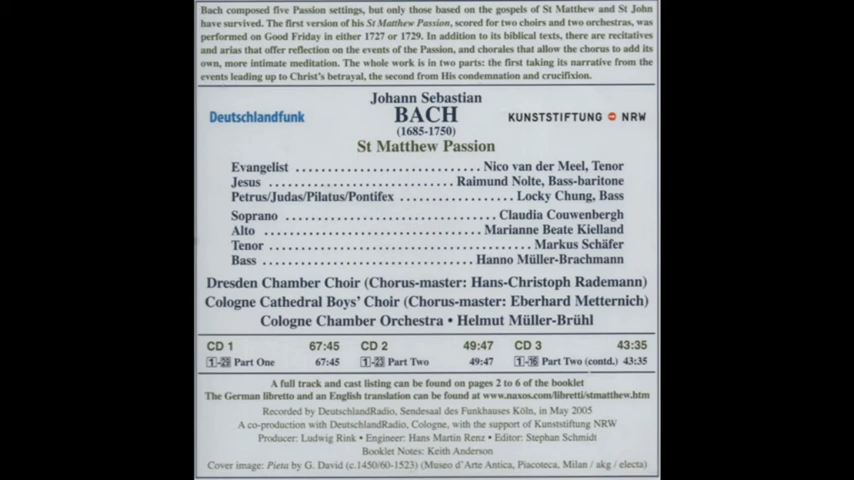 Bach composed five Passion settings, but only those based on the gospels of St Matthew and St John
have survived. The first version of his St Matthew Passion, scored for two choirs and two orchestras, was
performed on Good Friday in either 1727 or 1729. In addition to its biblical texts, there are recitatives
and arias that offer reflection on the events of the Passion, and chorales that allow the chorus to add its
own, more intimate meditation. The whole work is in two parts: the first taking its narrative from the
events leading up to Christ's betrayal, the second from His condemnation and crucifixion.
Johann Sebastian
Deutschlandfunk BACH KUNSTSTIFTUNG NRW
(1685-1750)
St Matthew Passion
Evangelist .............................. Nico van der Meel, Tenor
Jesus .............................. Raimund Nolte, Bass-baritone
Petrus/Judas/Pilatus/Pontifex .................. Locky Chung, Bass
Soprano .................................. Claudia Couwenbergh
Alto .................................. Marianne Beate Kielland
Tenor .......................................... Markus Schäfer
Bass .................................. Hanno Müller-Brachmann
Dresden Chamber Choir (Chorus-master: Hans-Christoph Rademann)
Cologne Cathedral Boys' Choir (Chorus-master: Eberhard Metternich)
Cologne Chamber Orchestra • Helmut Müller-Brühl
CD 1 67:45 CD 2 49:47 CD 3 43:35
1-29 Part One 67:45 1-23 Part Two 49:47 1-16 Part Two (contd.) 43:35
A full track and cast listing can be found on pages 2 to 6 of the booklet
The German libretto and an English translation can be found at www.naxos.com/libretti/stmatthew.htm
Recorded by DeutschlandRadio, Sendesaal des Funkhauses Köln, in May 2005
A co-production with DeutschlandRadio, Cologne, with the support of Kunststiftung NRW
Producer: Ludwig Rink • Engineer: Hans Martin Renz • Editor: Stephan Schmidt
Booklet Notes: Keith Anderson
Cover image: Pieta by G. David (c.1450/60-1523) (Museo d'Arte Antica, Piacoteca, Milan / akg / electa)